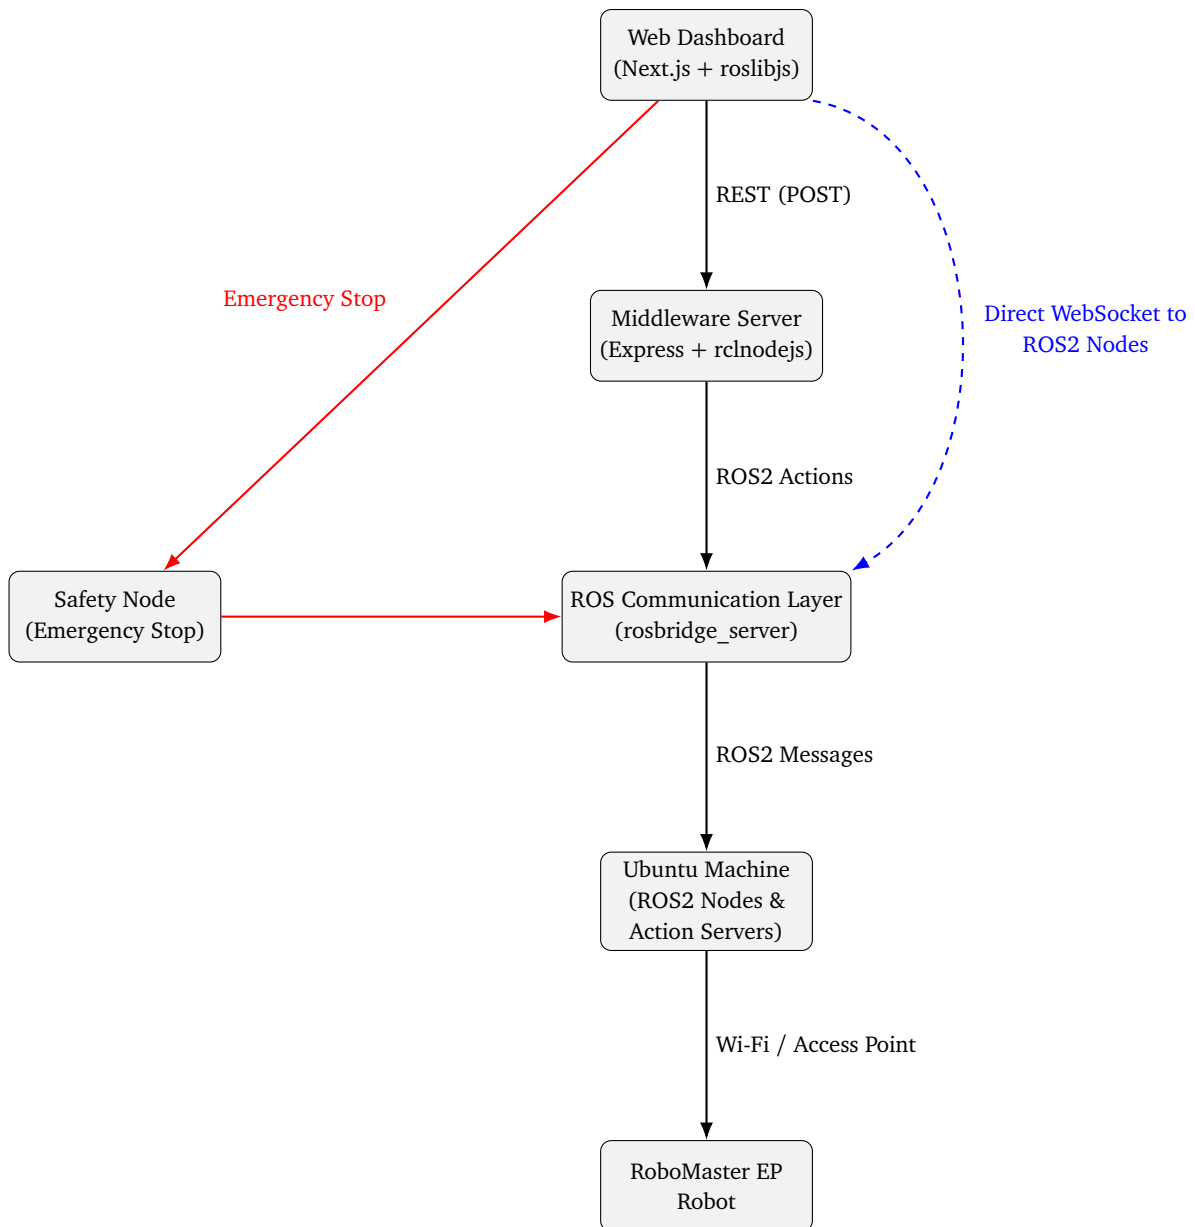 Web Dashboard
(Next.js + roslibjs)
REST (POST)
Emergency Stop
Middleware Server
(Express + rclnodejs)
Direct WebSocket to
ROS2 Nodes
ROS2 Actions
Safety Node
(Emergency Stop)
ROS Communication Layer
(rosbridge_server)
ROS2 Messages
Ubuntu Machine
(ROS2 Nodes &
Action Servers)
Wi-Fi / Access Point
RoboMaster EP
Robot